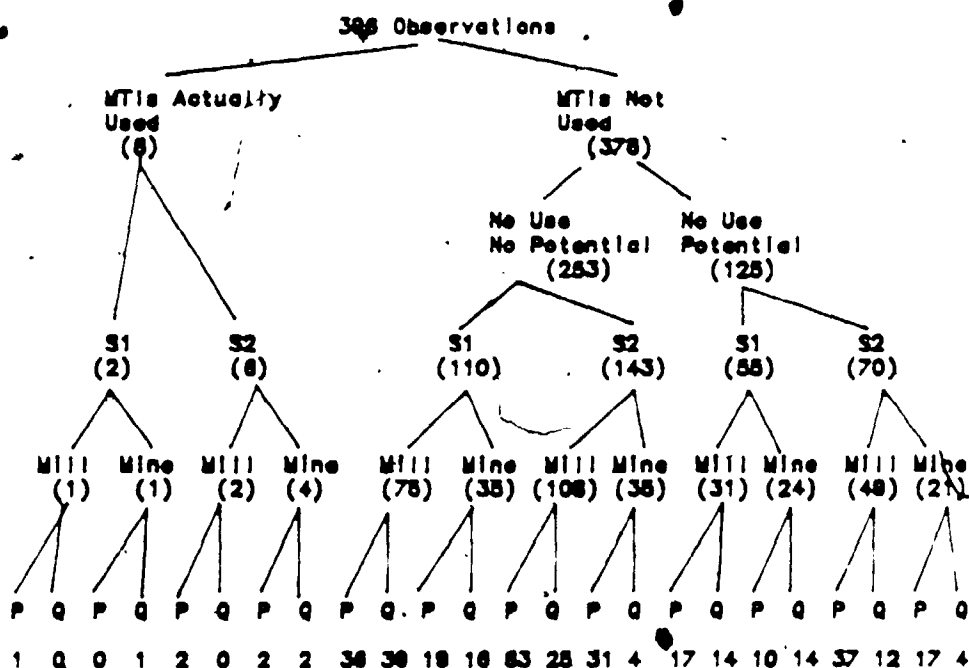 386 Observations
MTis Actually MTis Not
Used Used
(8) (378)
No Use No Use
No Potential Potential
(253) (125)
S1 S2 S1 S2 S1 S2
(2) (6) (110) (143) (55) (70)
Mill Mine Mill Mine Mill Mine Mill Mine Mill Mine Mill Mine
(1) (1) (2) (4) (75) (35) (108) (35) (31) (24) (49) (21)
P Q P Q P Q P Q P Q P Q P Q P Q P Q P Q P Q P Q
1 0 0 1 2 0 2 2 36 39 19 16 83 25 31 4 17 14 10 14 37 12 17 4